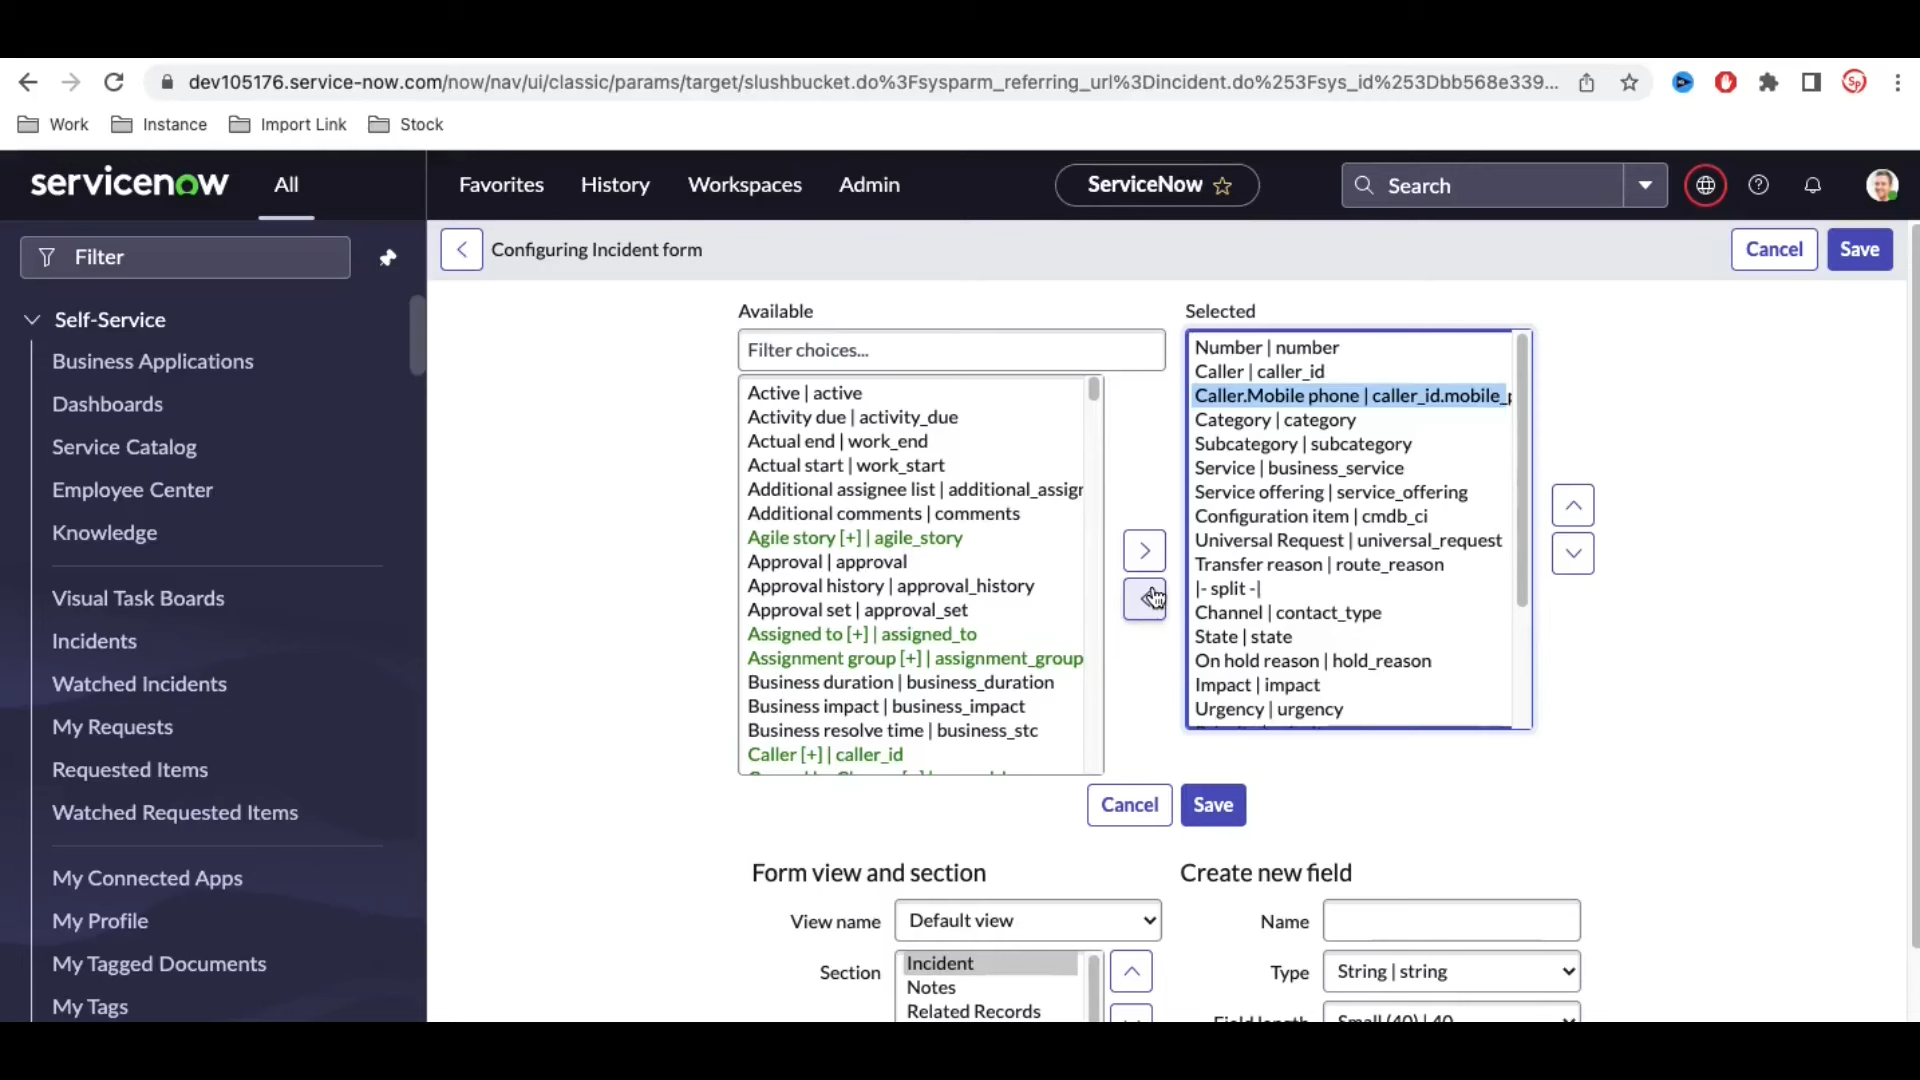 dev105176.service-now.com/now/nav/ui/classic/params/target/slushbucket.do%3Fsysparm_referring_url%3Dincident.do%253Fsys_id%253Dbb568e339...
Sp
Work
Instance
Import Link
Stock
servicenow
All
Favorites
History
Workspaces
Admin
ServiceNow
Search
Filter
Configuring Incident form
Cancel
Save
Self-Service
Business Applications
Dashboards
Service Catalog
Employee Center
Knowledge
Visual Task Boards
Incidents
Watched Incidents
My Requests
Requested Items
Watched Requested Items
My Connected Apps
My Profile
My Tagged Documents
My Tags
Available
Filter choices...
Active | active
Activity due | activity_due
Actual end | work_end
Actual start | work_start
Additional assignee list | additional_assigr
Additional comments | comments
Agile story [+] | agile_story
Approval | approval
Approval history | approval_history
Approval set | approval_set
Assigned to [+] | assigned_to
Assignment group [+] | assignment_group
Business duration | business_duration
Business impact | business_impact
Business resolve time | business_stc
Caller [+] | caller_id
Selected
Number | number
Caller | caller_id
Caller.Mobile phone | caller_id.mobile_p
Category | category
Subcategory | subcategory
Service | business_service
Service offering | service_offering
Configuration item | cmdb_ci
Universal Request | universal_request
Transfer reason | route_reason
|- split -|
Channel | contact_type
State | state
On hold reason | hold_reason
Impact | impact
Urgency | urgency
Cancel
Save
Form view and section
View name
Default view
Section
Incident
Notes
Related Records
Create new field
Name
Type
String | string
Field length
Small (40) | 40